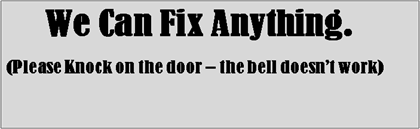 We Can Fix Anything.
(Please Knock on the door – the bell doesn't work)